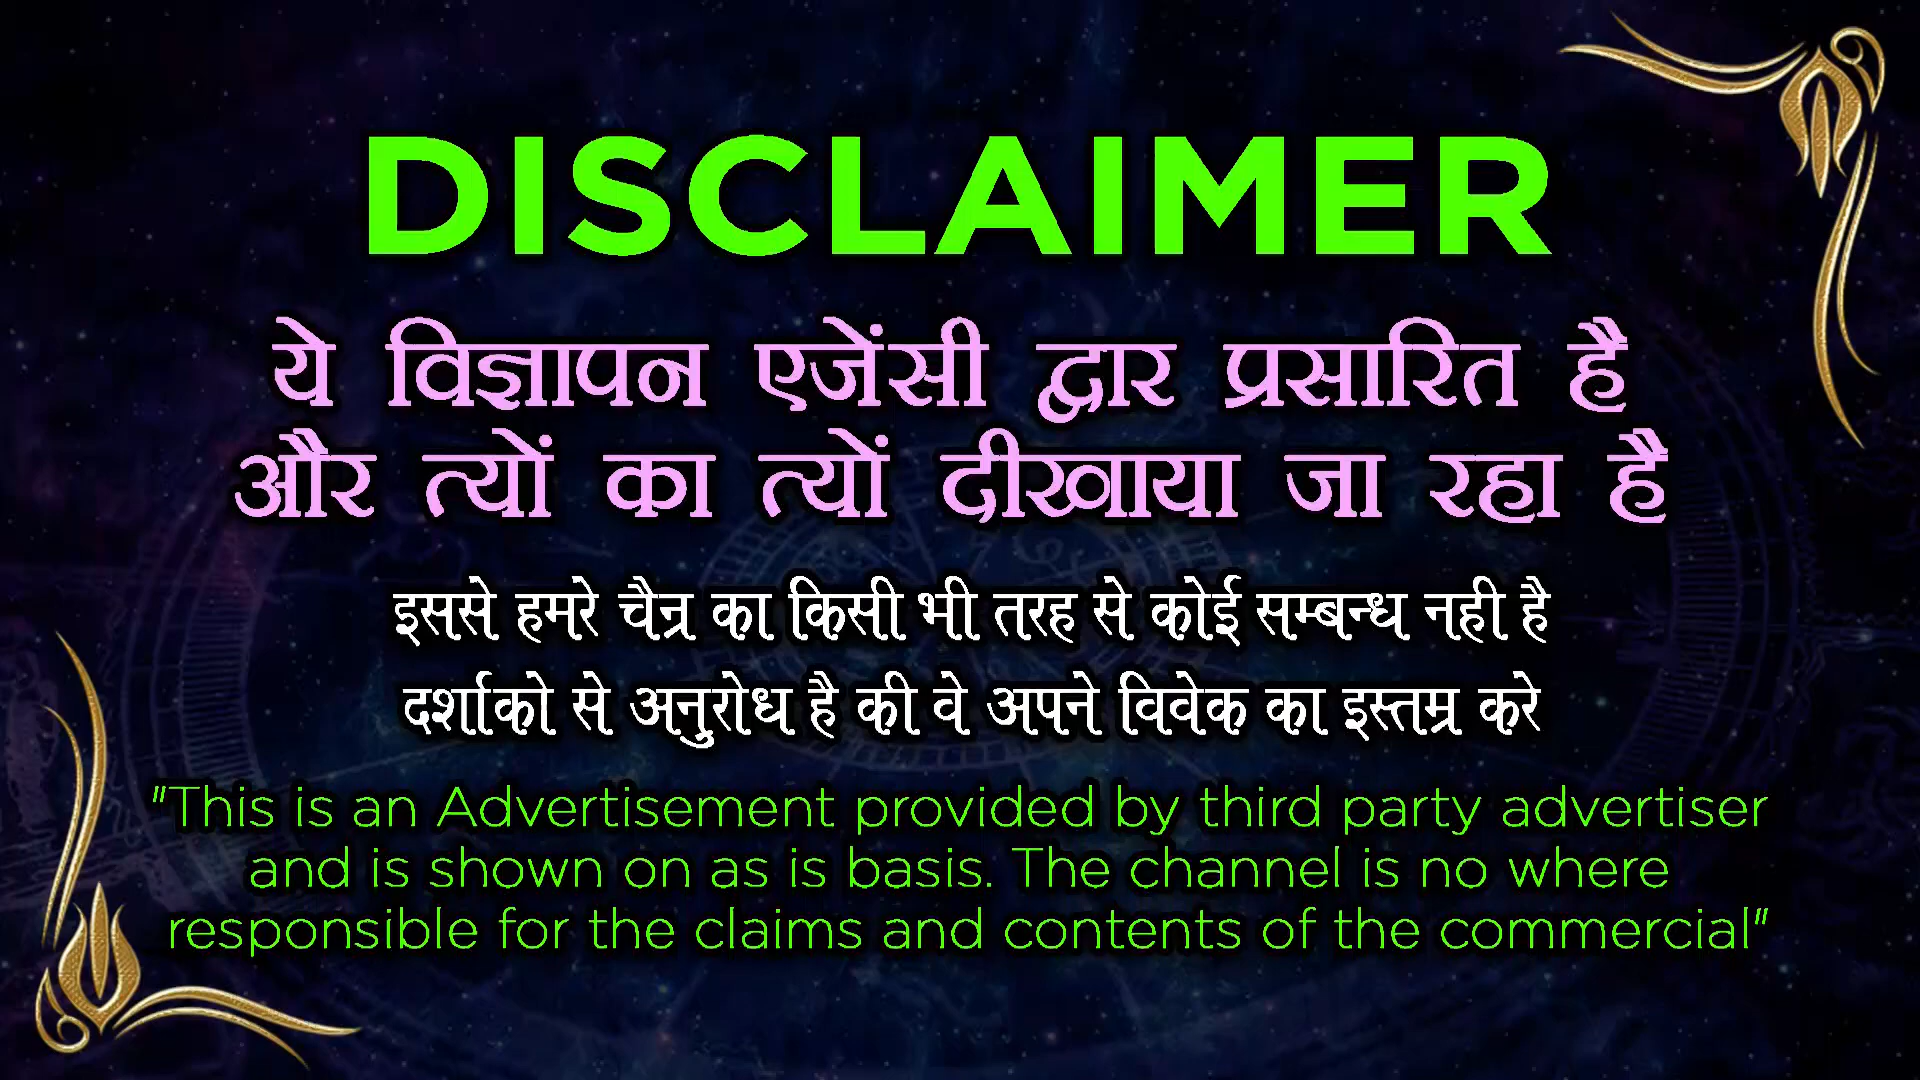 DISCLAIMER
ये विज्ञापन एजेंसी द्वार प्रसारित है
और त्यों का त्यों दीखाया जा रहा है
इससे हमरे चैन्र का किसी भी तरह से कोई सम्बन्ध नही है
दर्शाको से अनुरोध है की वे अपने विवेक का इस्तम्र करे
"This is an Advertisement provided by third party advertiser
and is shown on as is basis. The channel is no where
responsible for the claims and contents of the commercial"